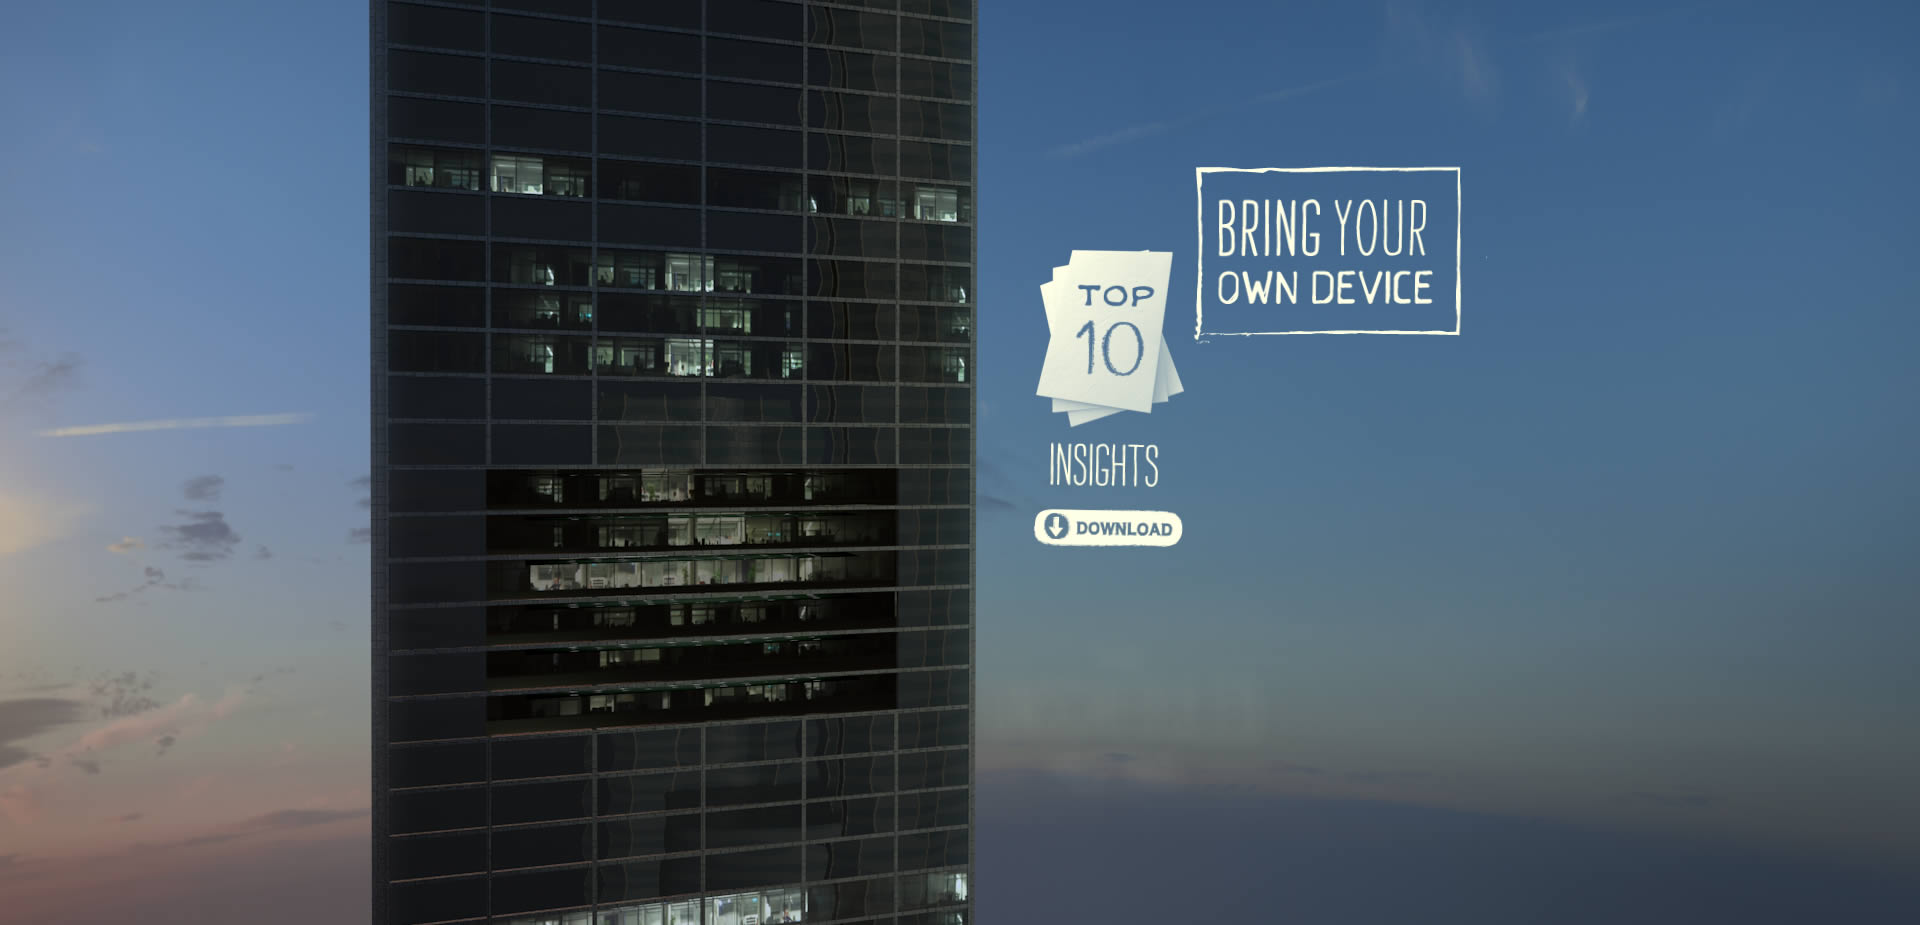 BRING YOUR
OWN DEVICE
TOP
10
INSIGHTS
DOWNLOAD